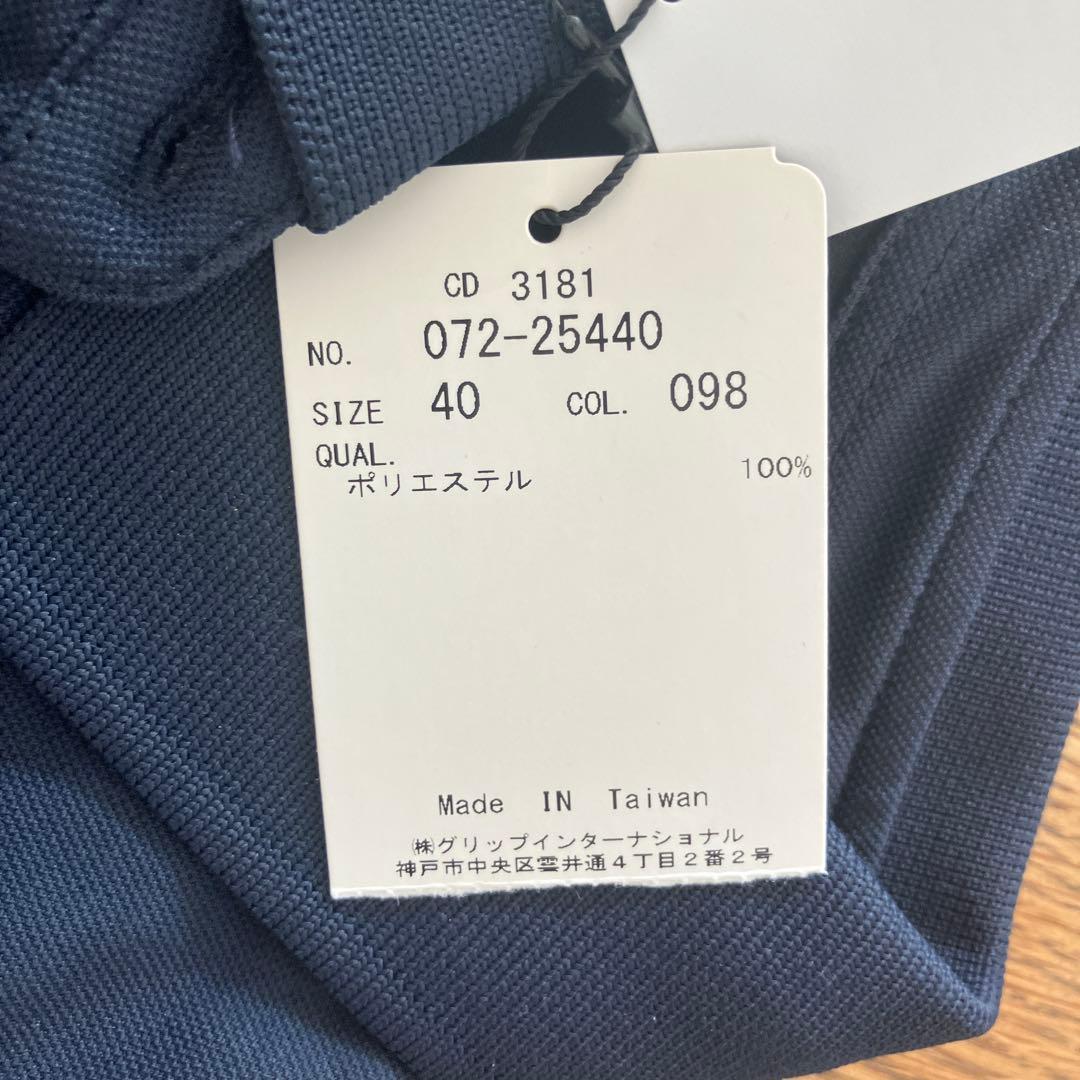 CD 3181
NO. 072-25440
SIZE 40 COL. 098
QUAL.
ポリエステル 100%
Made IN Taiwan
㈱グリップインターナショナル
神戸市中央区雲井通4丁目2番2号